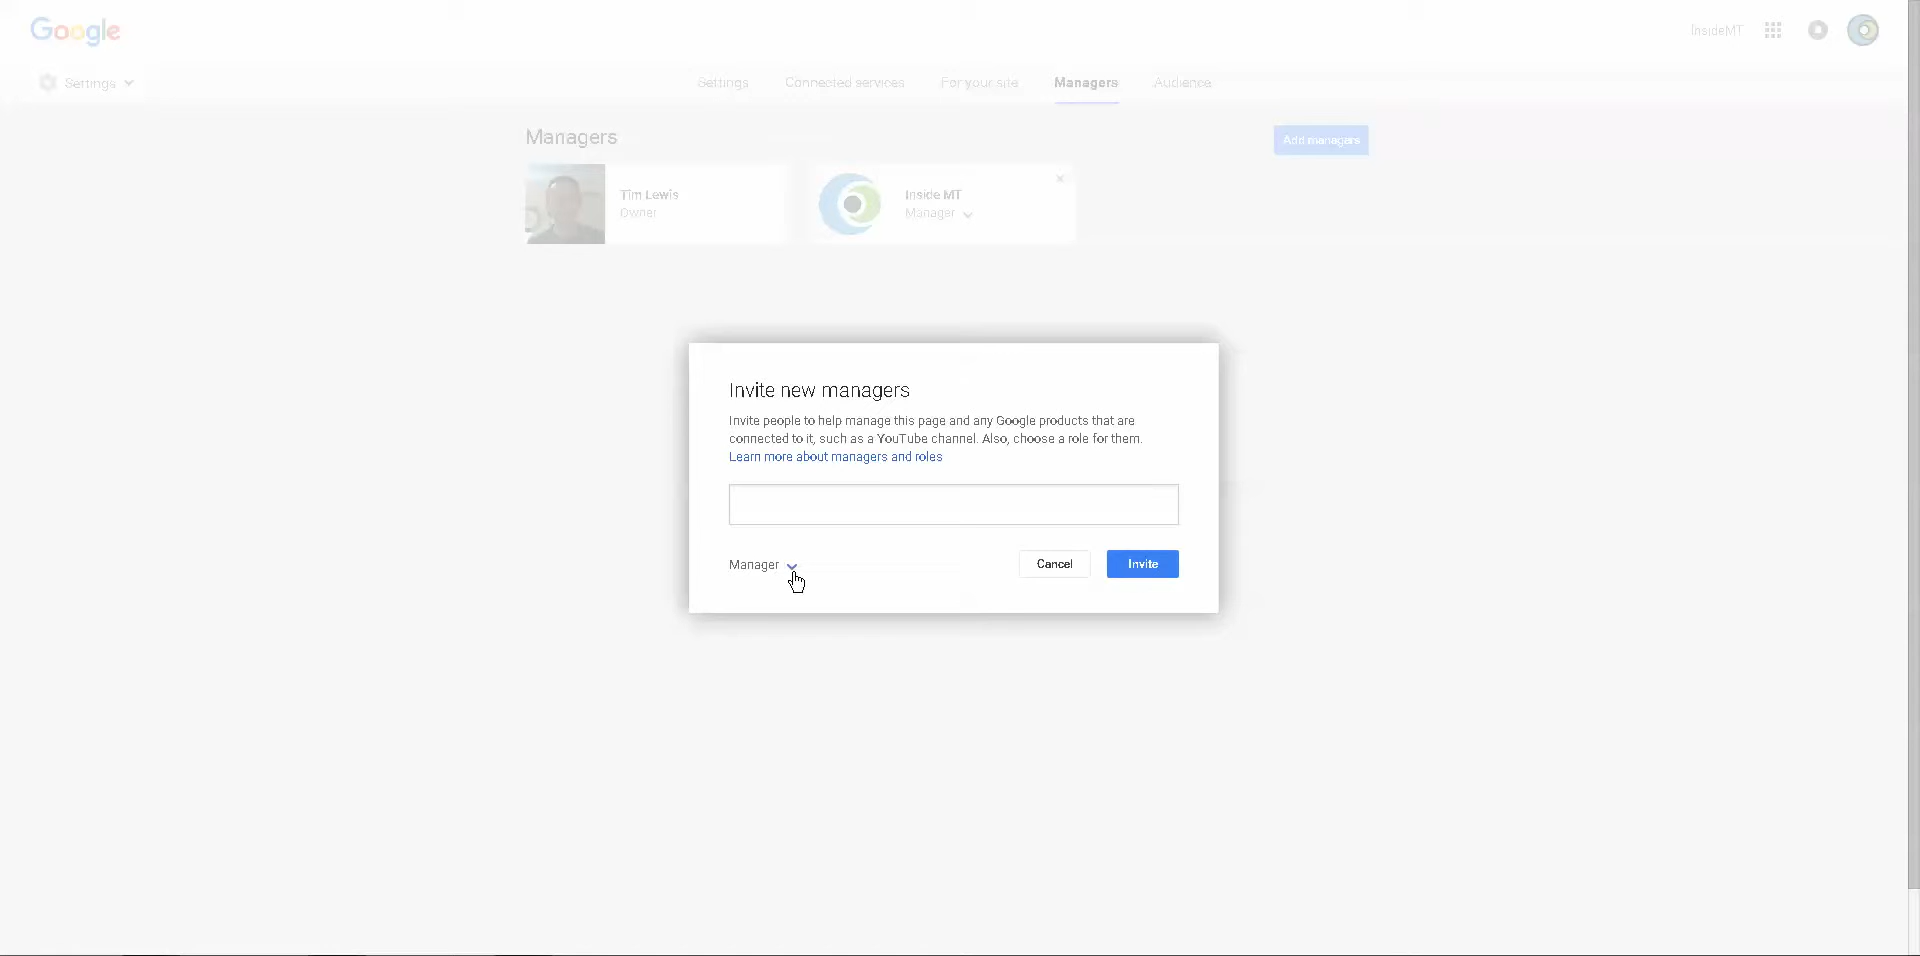 Google
InsideMT
Settings
Settings Connected services For your site Managers Audience
Managers
Add managers
Tim Lewis
Owner
Inside MT
Manager
Invite new managers
Invite people to help manage this page and any Google products that are
connected to it, such as a YouTube channel. Also, choose a role for them.
Learn more about managers and roles
Manager
Cancel
Invite